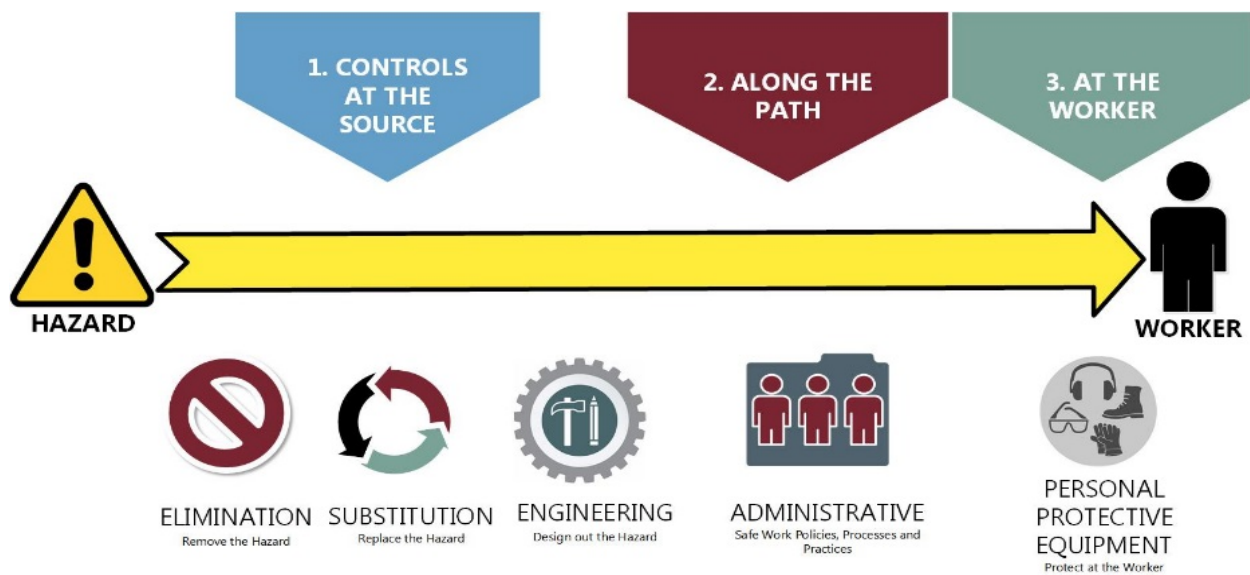 1. CONTROLS
AT THE
SOURCE
2. ALONG THE
PATH
3. AT THE
WORKER
HAZARD
WORKER
ELIMINATION
Remove the Hazard
SUBSTITUTION
Replace the Hazard
ENGINEERING
Design out the Hazard
ADMINISTRATIVE
Safe Work Policies, Processes and
Practices
PERSONAL
PROTECTIVE
EQUIPMENT
Protect at the Worker